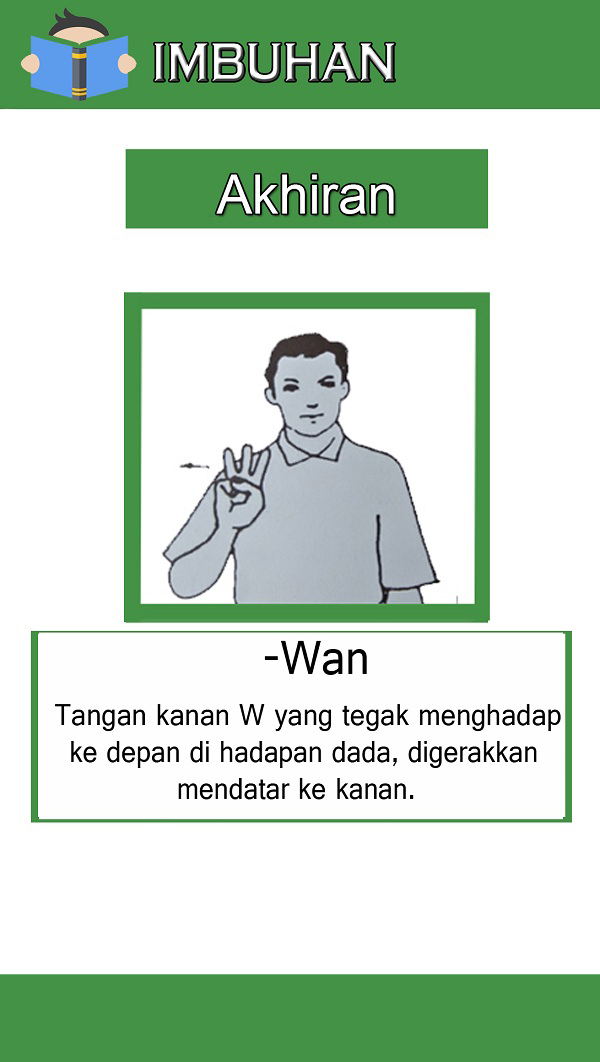 IMBUHAN
Akhiran
-Wan
Tangan kanan W yang tegak menghadap
ke depan di hadapan dada, digerakkan
mendatar ke kanan.